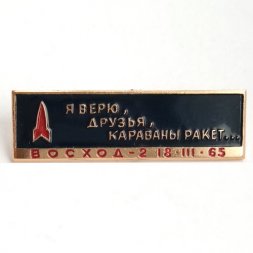 Я ВЕРЮ,
ДРУЗЬЯ,
КАРАВАНЫ РАКЕТ...
ВОСХОД-2 18·III·65